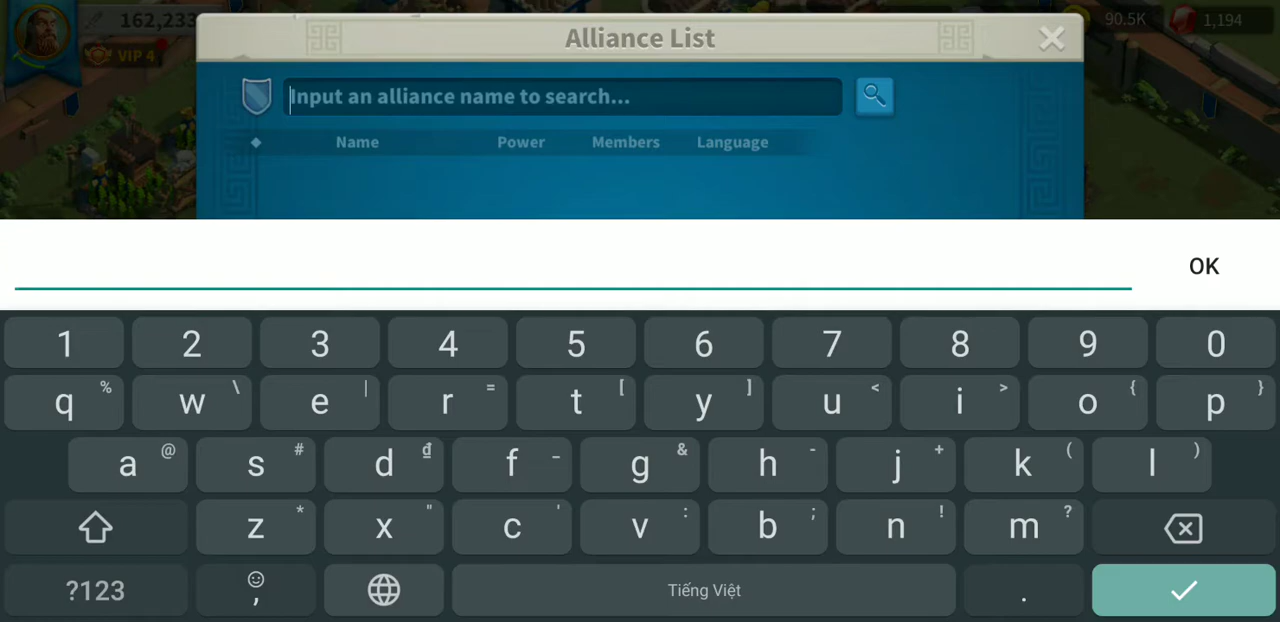 162,233
90.5K
1,194
VIP 4
Alliance List
Input an alliance name to search...
Name Power Members Language
OK
1 2 3 4 5 6 7 8 9 0
q % w \ e | r = t [ y ] u < i > o { p }
a @ s # d đ f _ g & h - j + k ( l )
z * x " c ' v : b ; n ! m ?
?123 , Tiếng Việt .